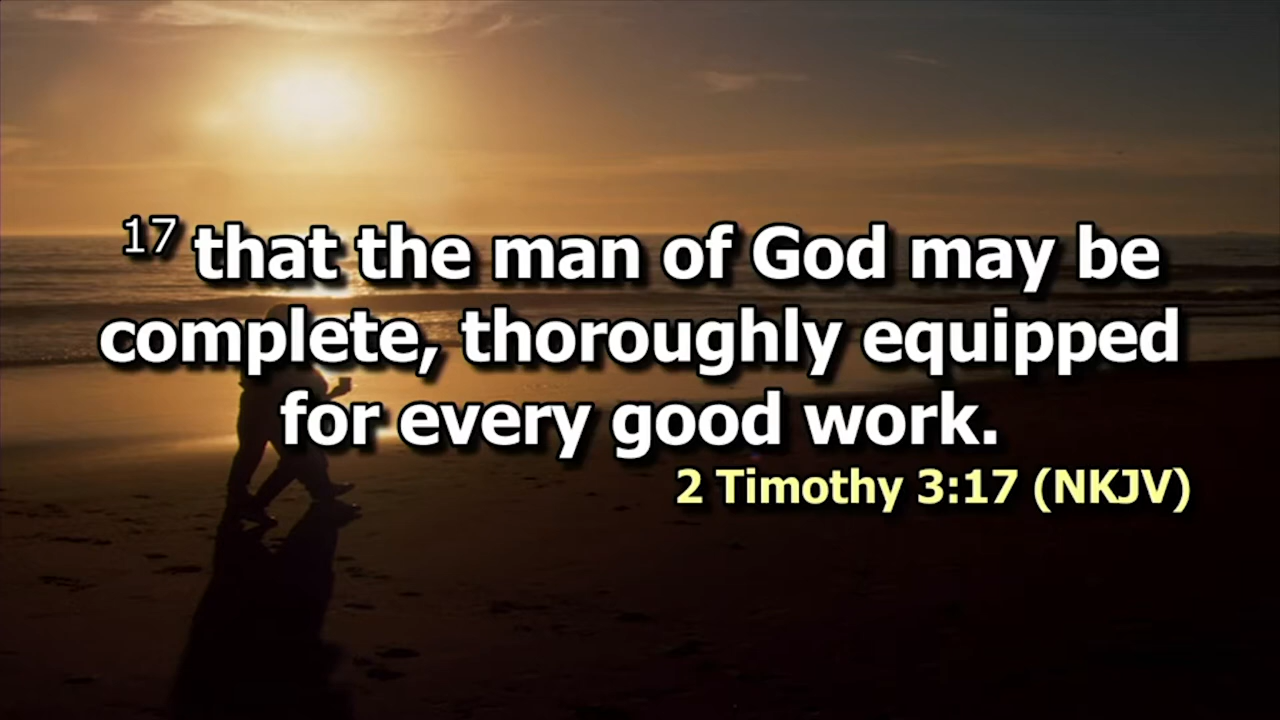 17 that the man of God may be
complete, thoroughly equipped
for every good work.
2 Timothy 3:17 (NKJV)